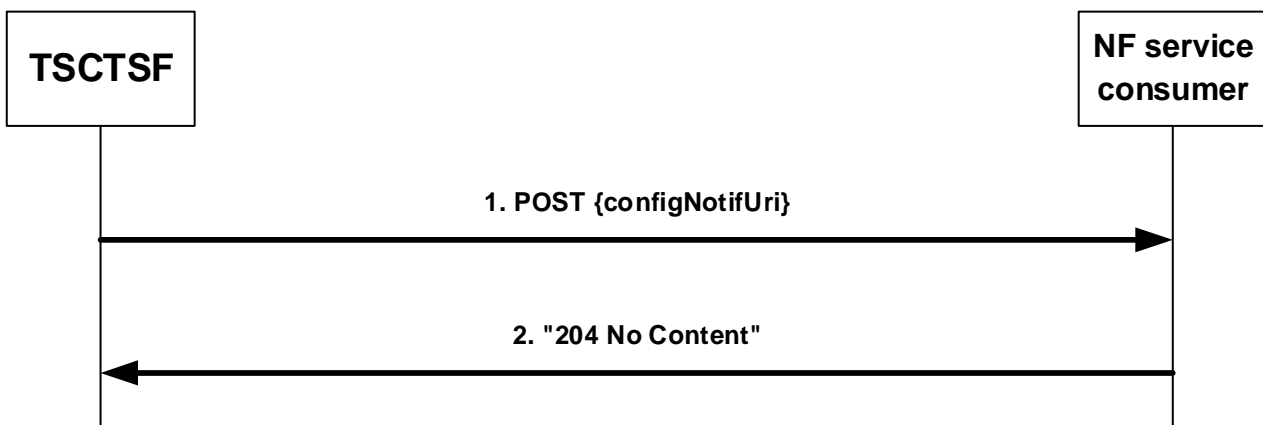 TSCTSF
NF service
consumer
1. POST {configNotifUri}
2. "204 No Content"